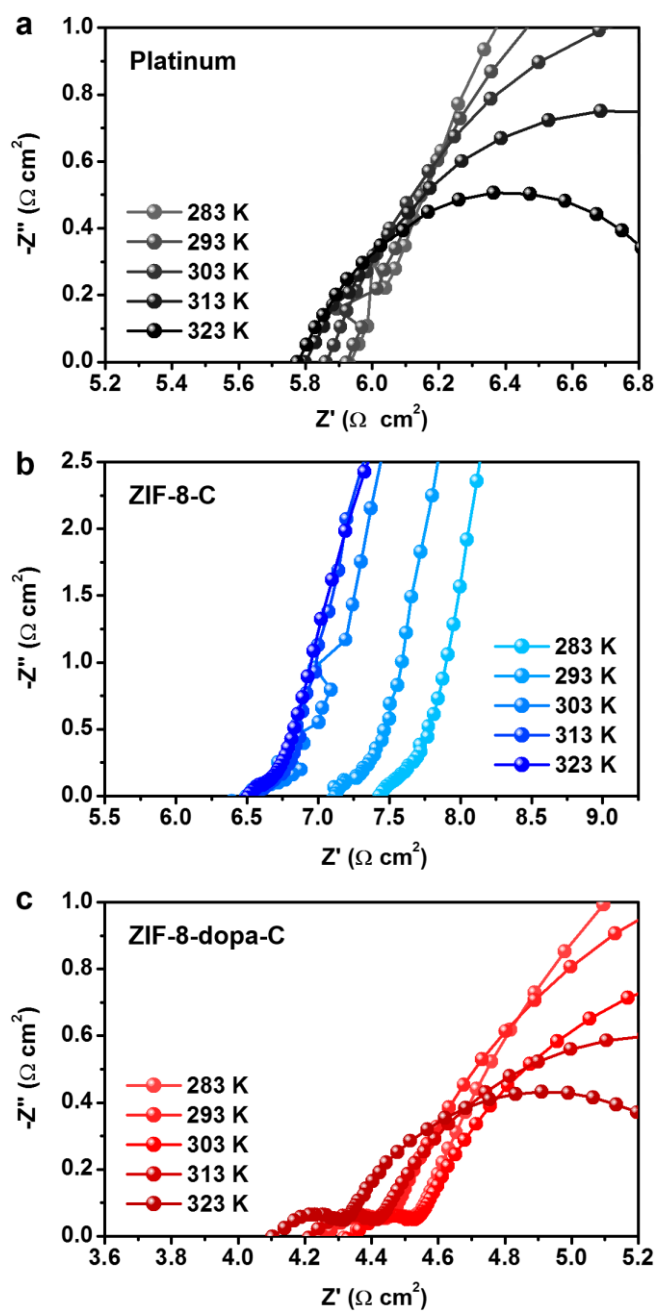 a
Platinum
-Z" (Ω cm²)
1.0
0.8
0.6
0.4
0.2
0.0
283 K
293 K
303 K
313 K
323 K
5.2 5.4 5.6 5.8 6.0 6.2 6.4 6.6 6.8
Z' (Ω cm²)
b
ZIF-8-C
-Z" (Ω cm²)
2.5
2.0
1.5
1.0
0.5
0.0
283 K
293 K
303 K
313 K
323 K
5.5 6.0 6.5 7.0 7.5 8.0 8.5 9.0
Z' (Ω cm²)
c
ZIF-8-dopa-C
-Z" (Ω cm²)
1.0
0.8
0.6
0.4
0.2
0.0
283 K
293 K
303 K
313 K
323 K
3.6 3.8 4.0 4.2 4.4 4.6 4.8 5.0 5.2
Z' (Ω cm²)